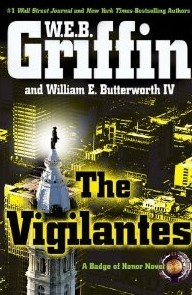 #1 Wall Street Journal and New York Times-Bestselling Authors
W.E.B.
Griffin
and William E. Butterworth IV
The
Vigilantes
A Badge of Honor Novel